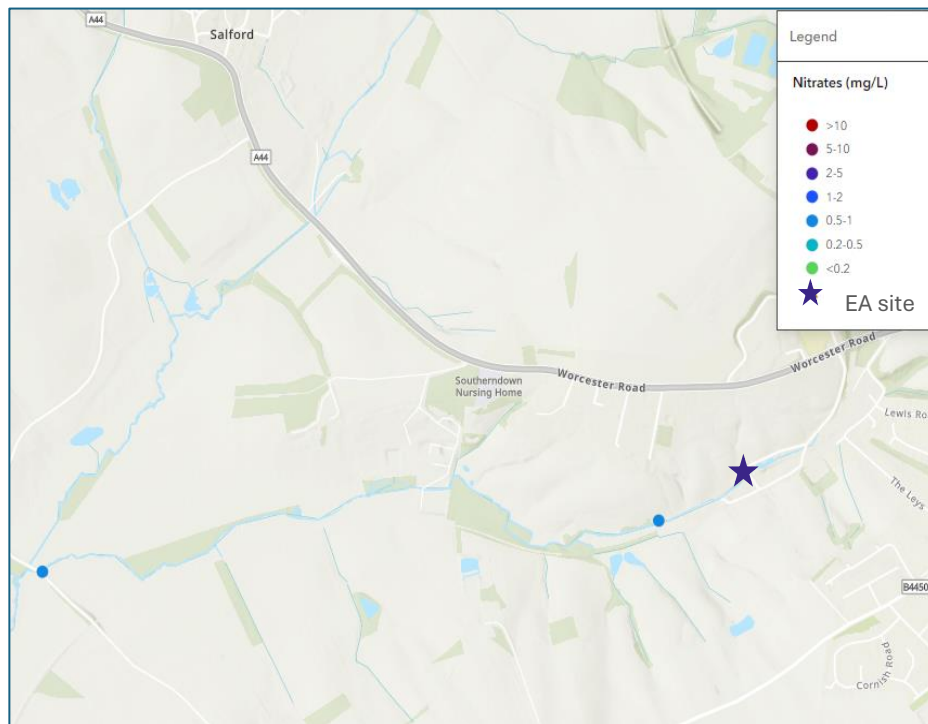 A44
Salford
A44
Southerndown
Nursing Home
Worcester Road
Worcester Road
Lewis Ro
The Leys
B4450
Cornish Road
Legend
Nitrates (mg/L)
>10
5-10
2-5
1-2
0.5-1
0.2-0.5
<0.2
EA site